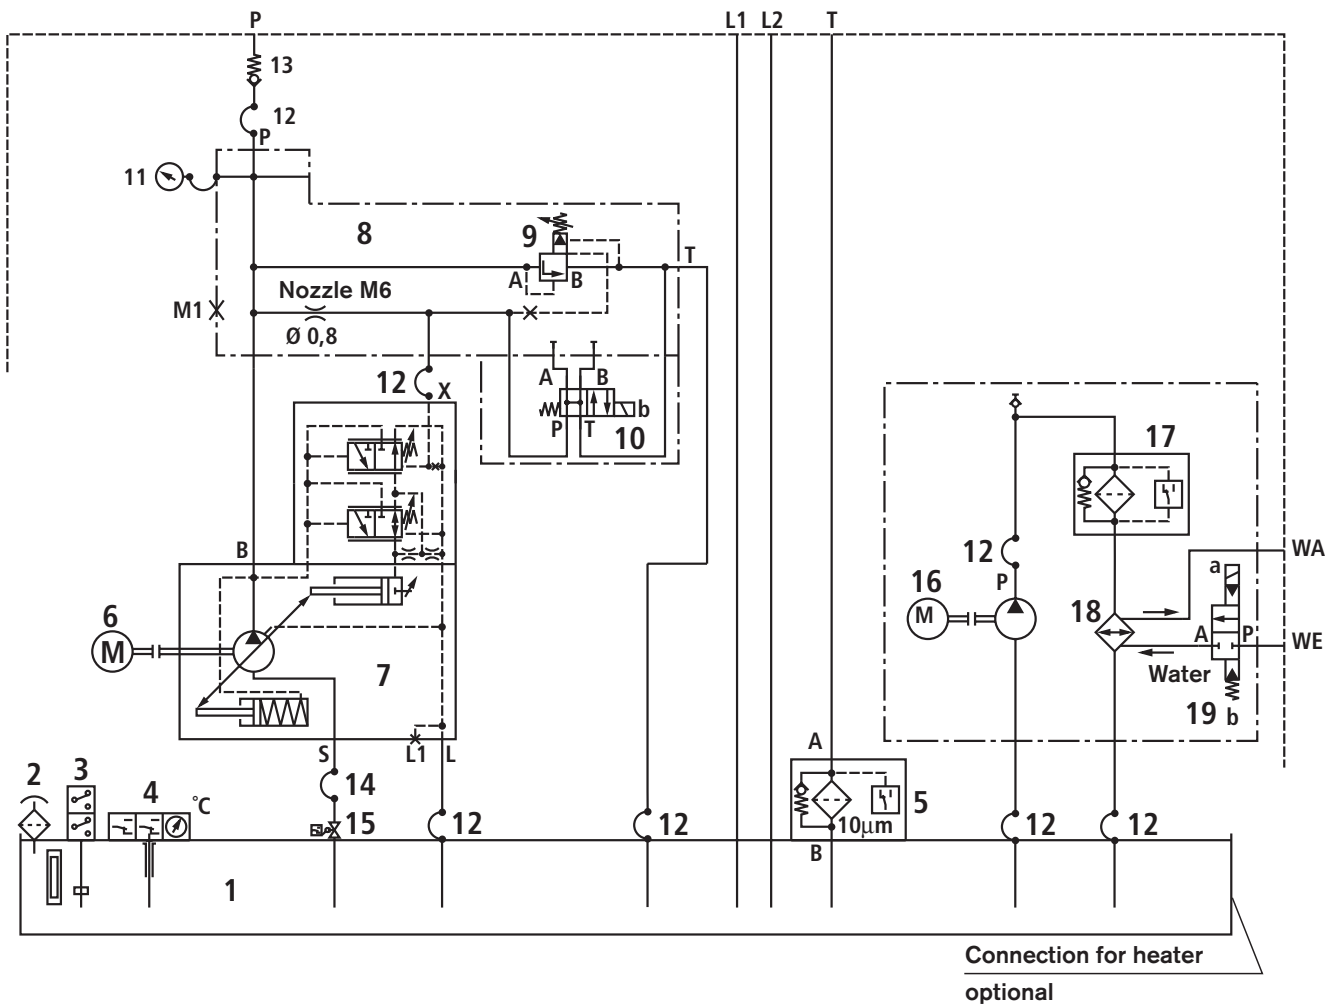 P L1 L2 T
13
12
P
11
8
9
T
A B
Nozzle M6
M1
Ø 0,8
12 X
A B
b
P T
10
17
B
12
P
WA
a
6
M
16
M
18
A P
WE
7
Water
19 b
S L1 L
A
2 3 4 °C
14
15
12
12
5
10µm
12
12
B
1
Connection for heater
optional